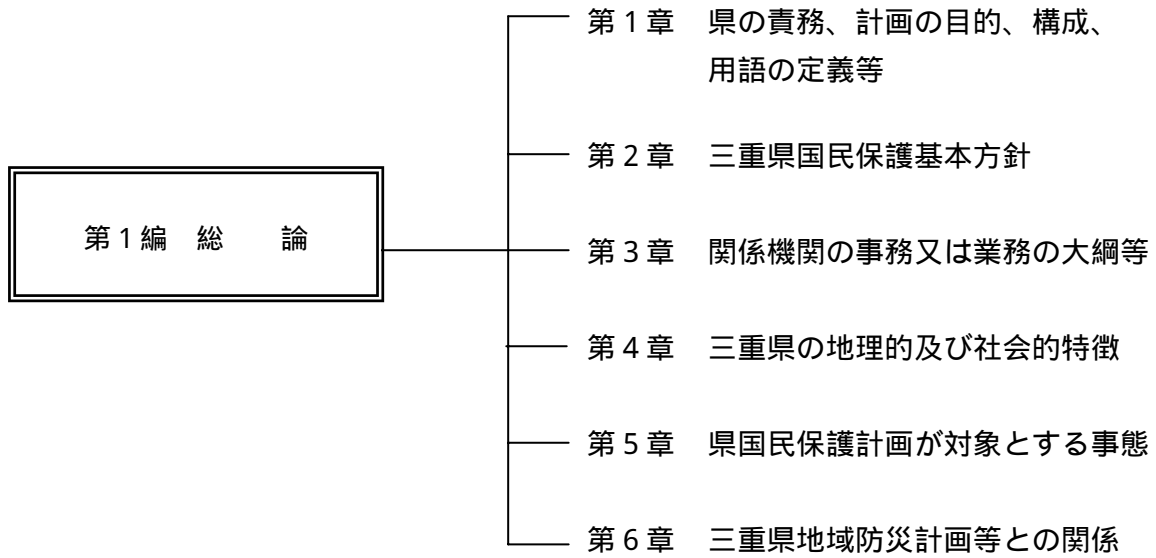 第1編 総 論
第1章 県の責務、計画の目的、構成、
用語の定義等
第2章 三重県国民保護基本方針
第3章 関係機関の事務又は業務の大綱等
第4章 三重県の地理的及び社会的特徴
第5章 県国民保護計画が対象とする事態
第6章 三重県地域防災計画等との関係